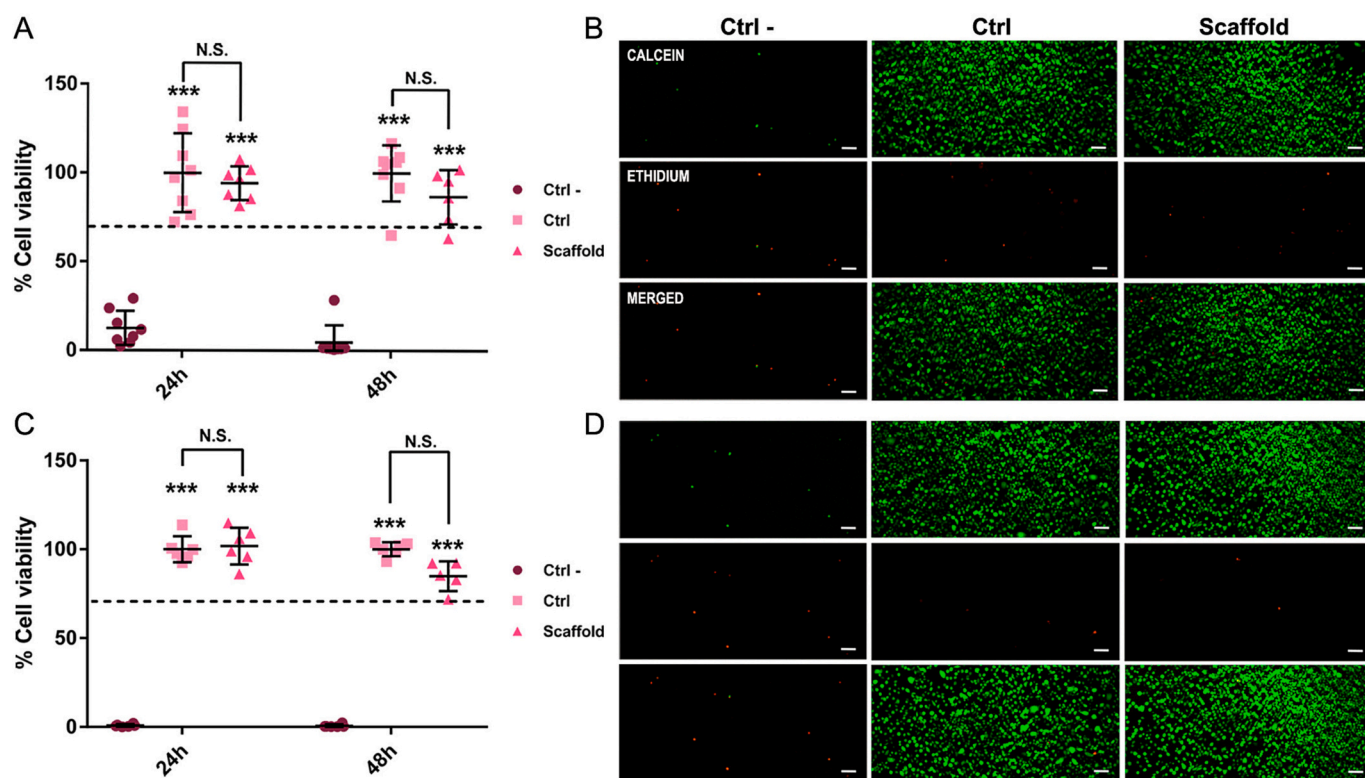 A
N.S.
N.S.
***
***
***
***
150
100
50
0
% Cell viability
24h
48h
Ctrl -
Ctrl
Scaffold
B
Ctrl -
Ctrl
Scaffold
CALCEIN
ETHIDIUM
MERGED
C
N.S.
N.S.
***
***
***
***
150
100
50
0
% Cell viability
24h
48h
Ctrl -
Ctrl
Scaffold
D